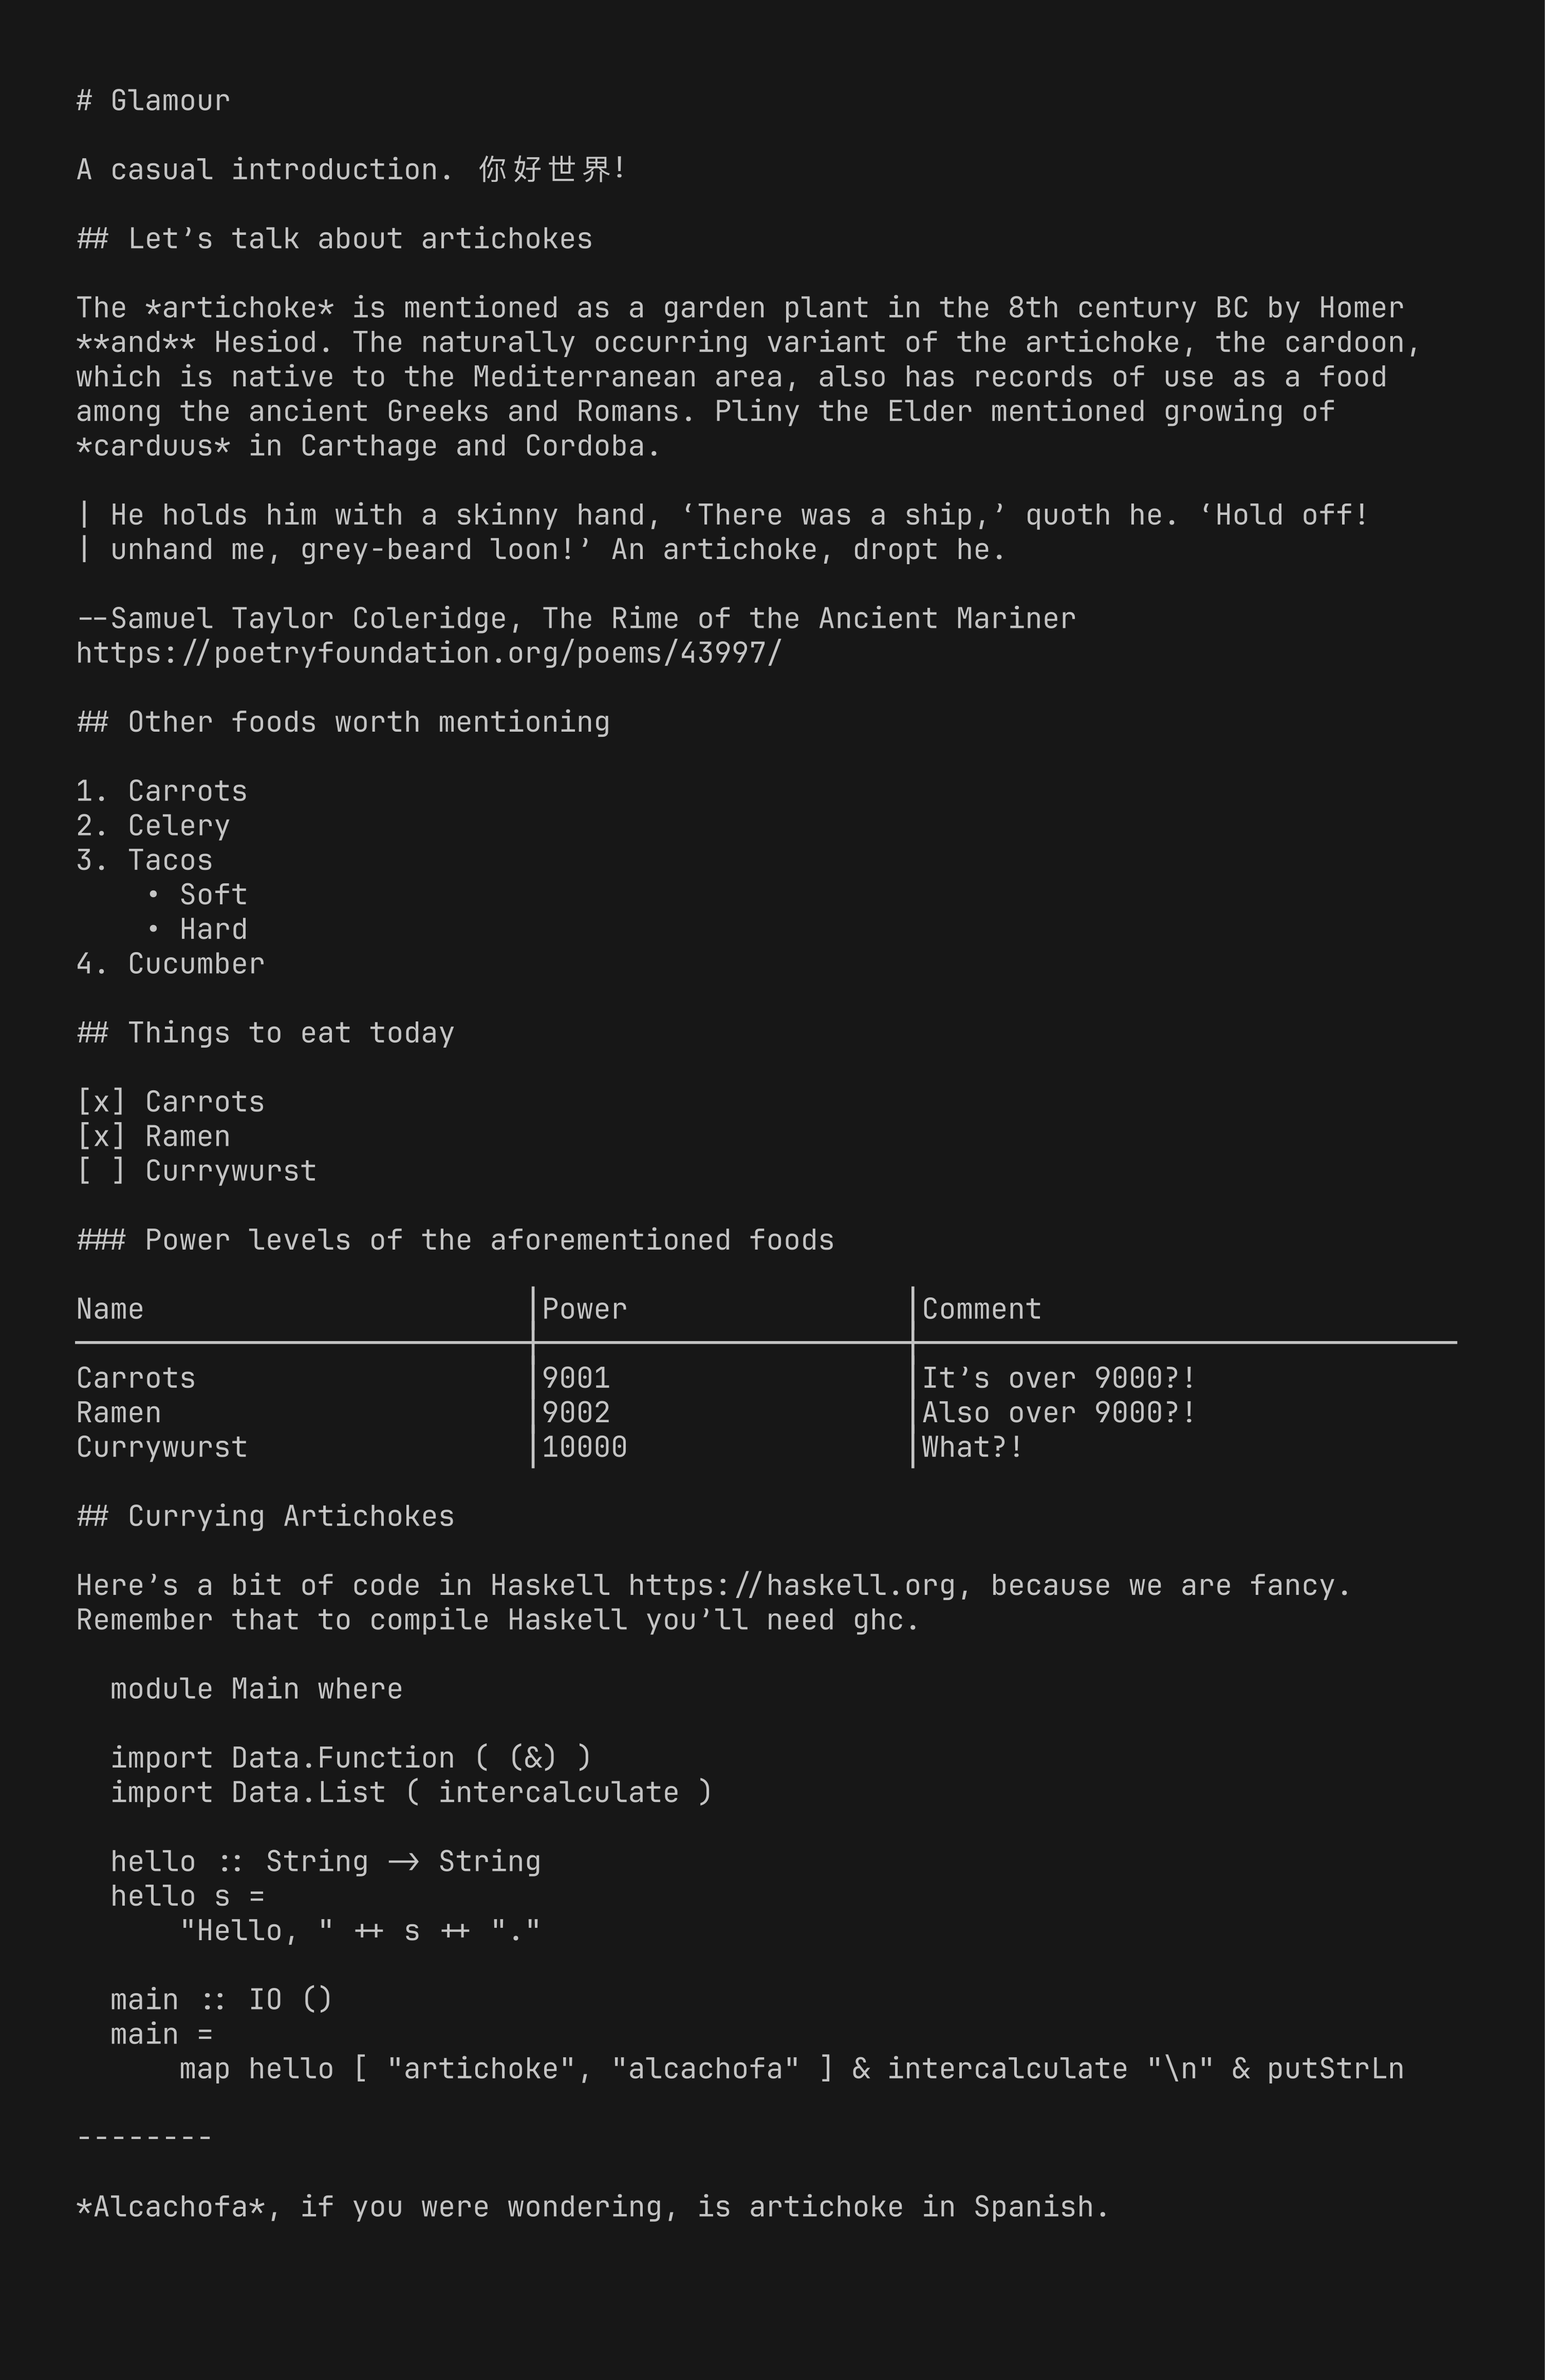 # Glamour
A casual introduction. 你好世界!
## Let’s talk about artichokes
The *artichoke* is mentioned as a garden plant in the 8th century BC by Homer
**and** Hesiod. The naturally occurring variant of the artichoke, the cardoon,
which is native to the Mediterranean area, also has records of use as a food
among the ancient Greeks and Romans. Pliny the Elder mentioned growing of
*carduus* in Carthage and Cordoba.
| He holds him with a skinny hand, ‘There was a ship,’ quoth he. ‘Hold off!
| unhand me, grey-beard loon!’ An artichoke, dropt he.
--Samuel Taylor Coleridge, The Rime of the Ancient Mariner
https://poetryfoundation.org/poems/43997/
## Other foods worth mentioning
1. Carrots
2. Celery
3. Tacos
• Soft
• Hard
4. Cucumber
## Things to eat today
[x] Carrots
[x] Ramen
[ ] Currywurst
### Power levels of the aforementioned foods
Name │Power │Comment
Carrots │9001 │It’s over 9000?!
Ramen │9002 │Also over 9000?!
Currywurst │10000 │What?!
## Currying Artichokes
Here’s a bit of code in Haskell https://haskell.org, because we are fancy.
Remember that to compile Haskell you’ll need ghc.
module Main where
import Data.Function ( (&) )
import Data.List ( intercalculate )
hello :: String -> String
hello s =
"Hello, " ++ s ++ "."
main :: IO ()
main =
map hello [ "artichoke", "alcachofa" ] & intercalculate "\n" & putStrLn
--------
*Alcachofa*, if you were wondering, is artichoke in Spanish.